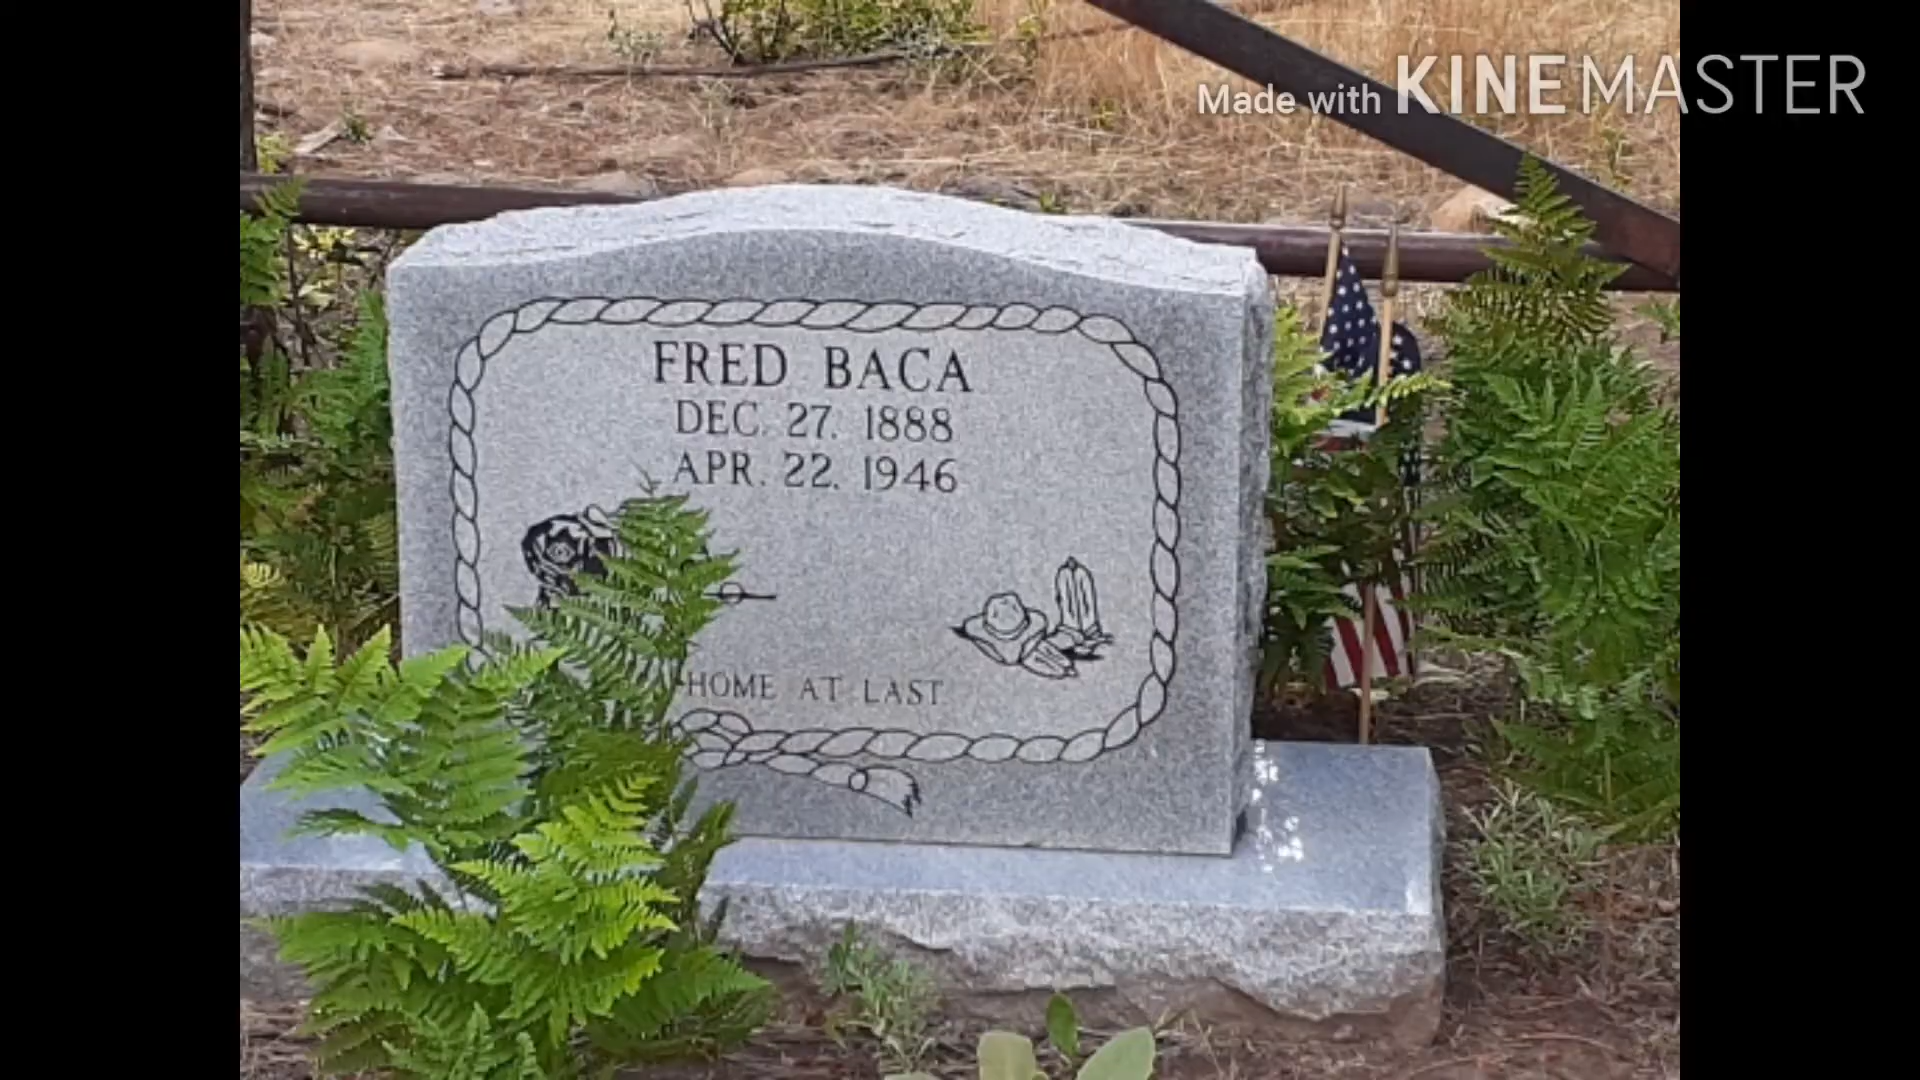 Made with KINEMASTER
FRED BACA
DEC. 27. 1888
APR. 22. 1946
HOME AT LAST